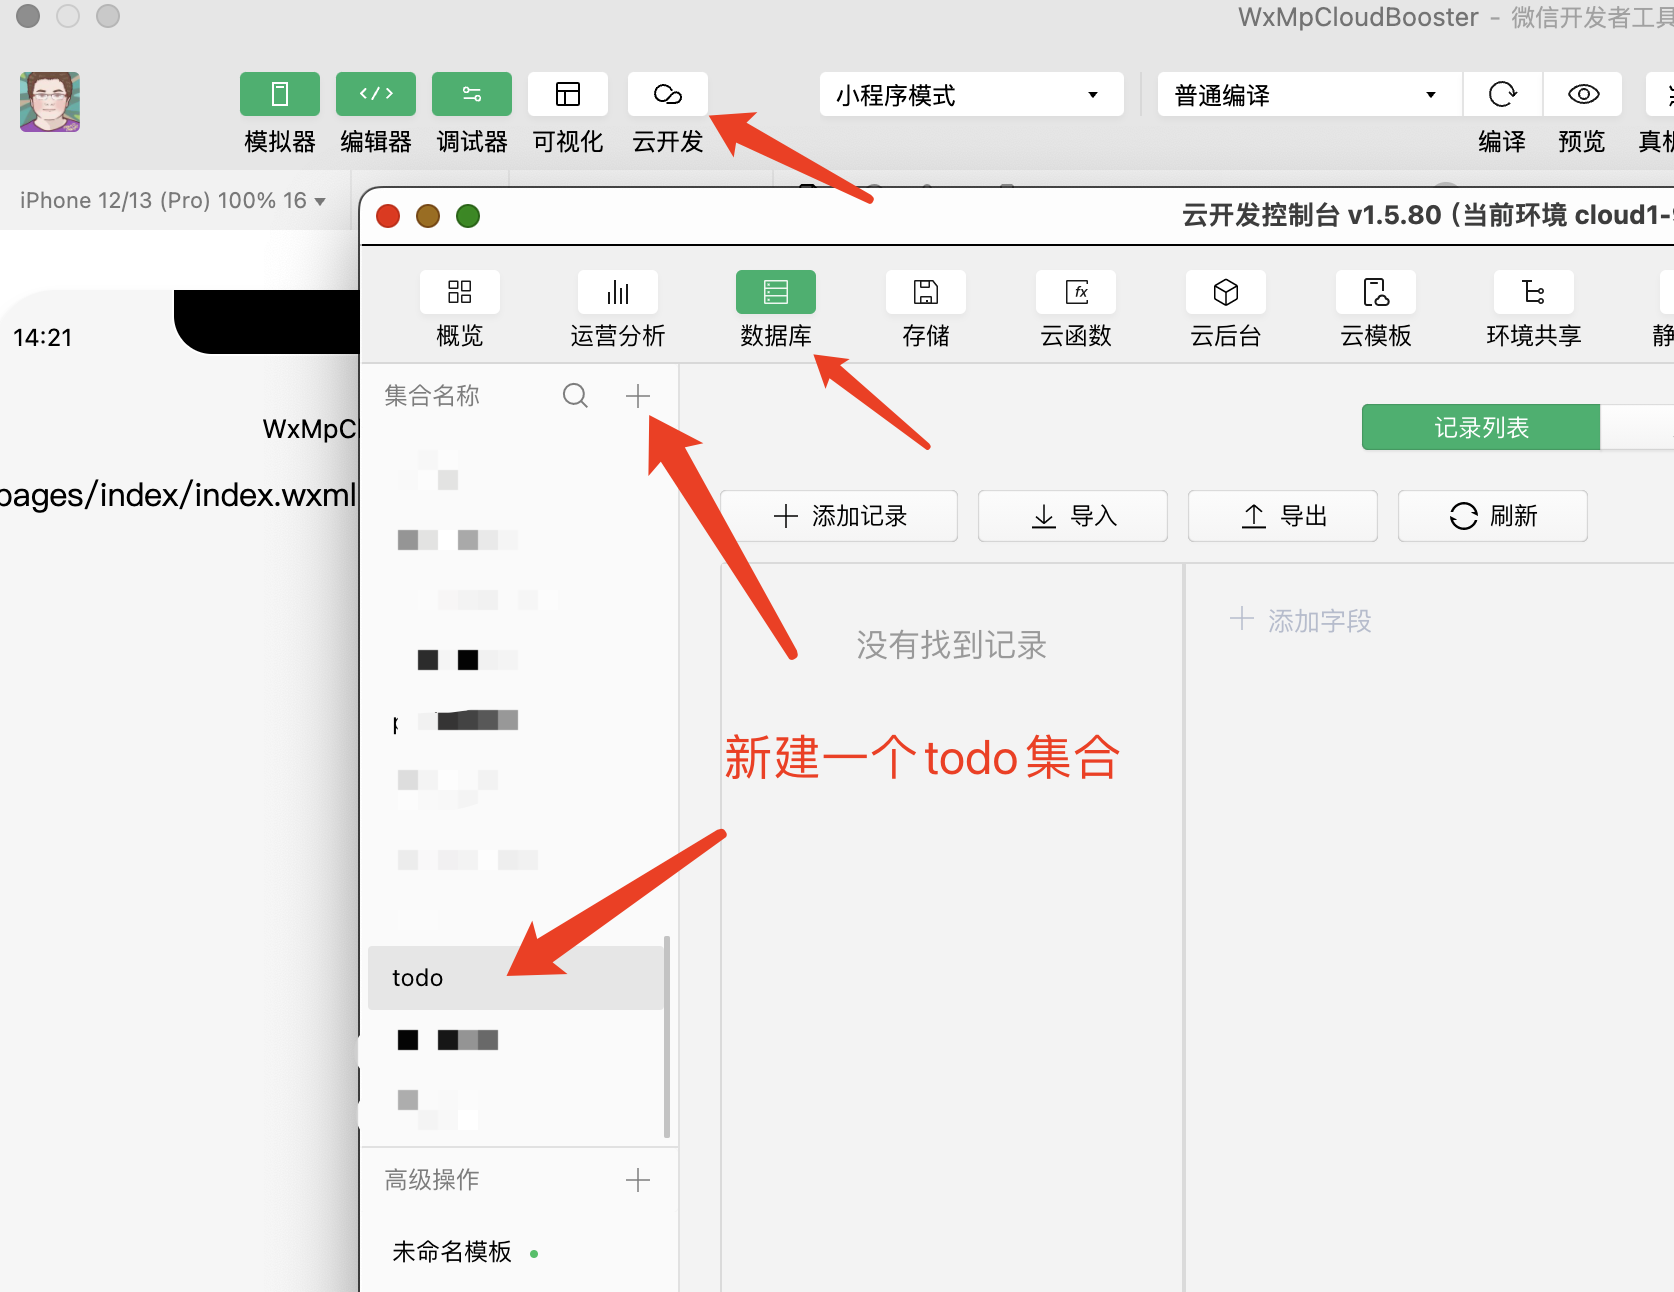 WxMpCloudBooster - 微信开发者工具
模拟器 编辑器 调试器 可视化 云开发
小程序模式 普通编译
编译 预览 真机
iPhone 12/13 (Pro) 100% 16
云开发控制台 v1.5.80 (当前环境 cloud1-9
概览 运营分析 数据库 存储 云函数 云后台 云模板 环境共享 静
14:21
集合名称
记录列表
WxMpCl
pages/index/index.wxml
添加记录 导入 导出 刷新
没有找到记录
添加字段
新建一个todo集合
todo
高级操作
未命名模板